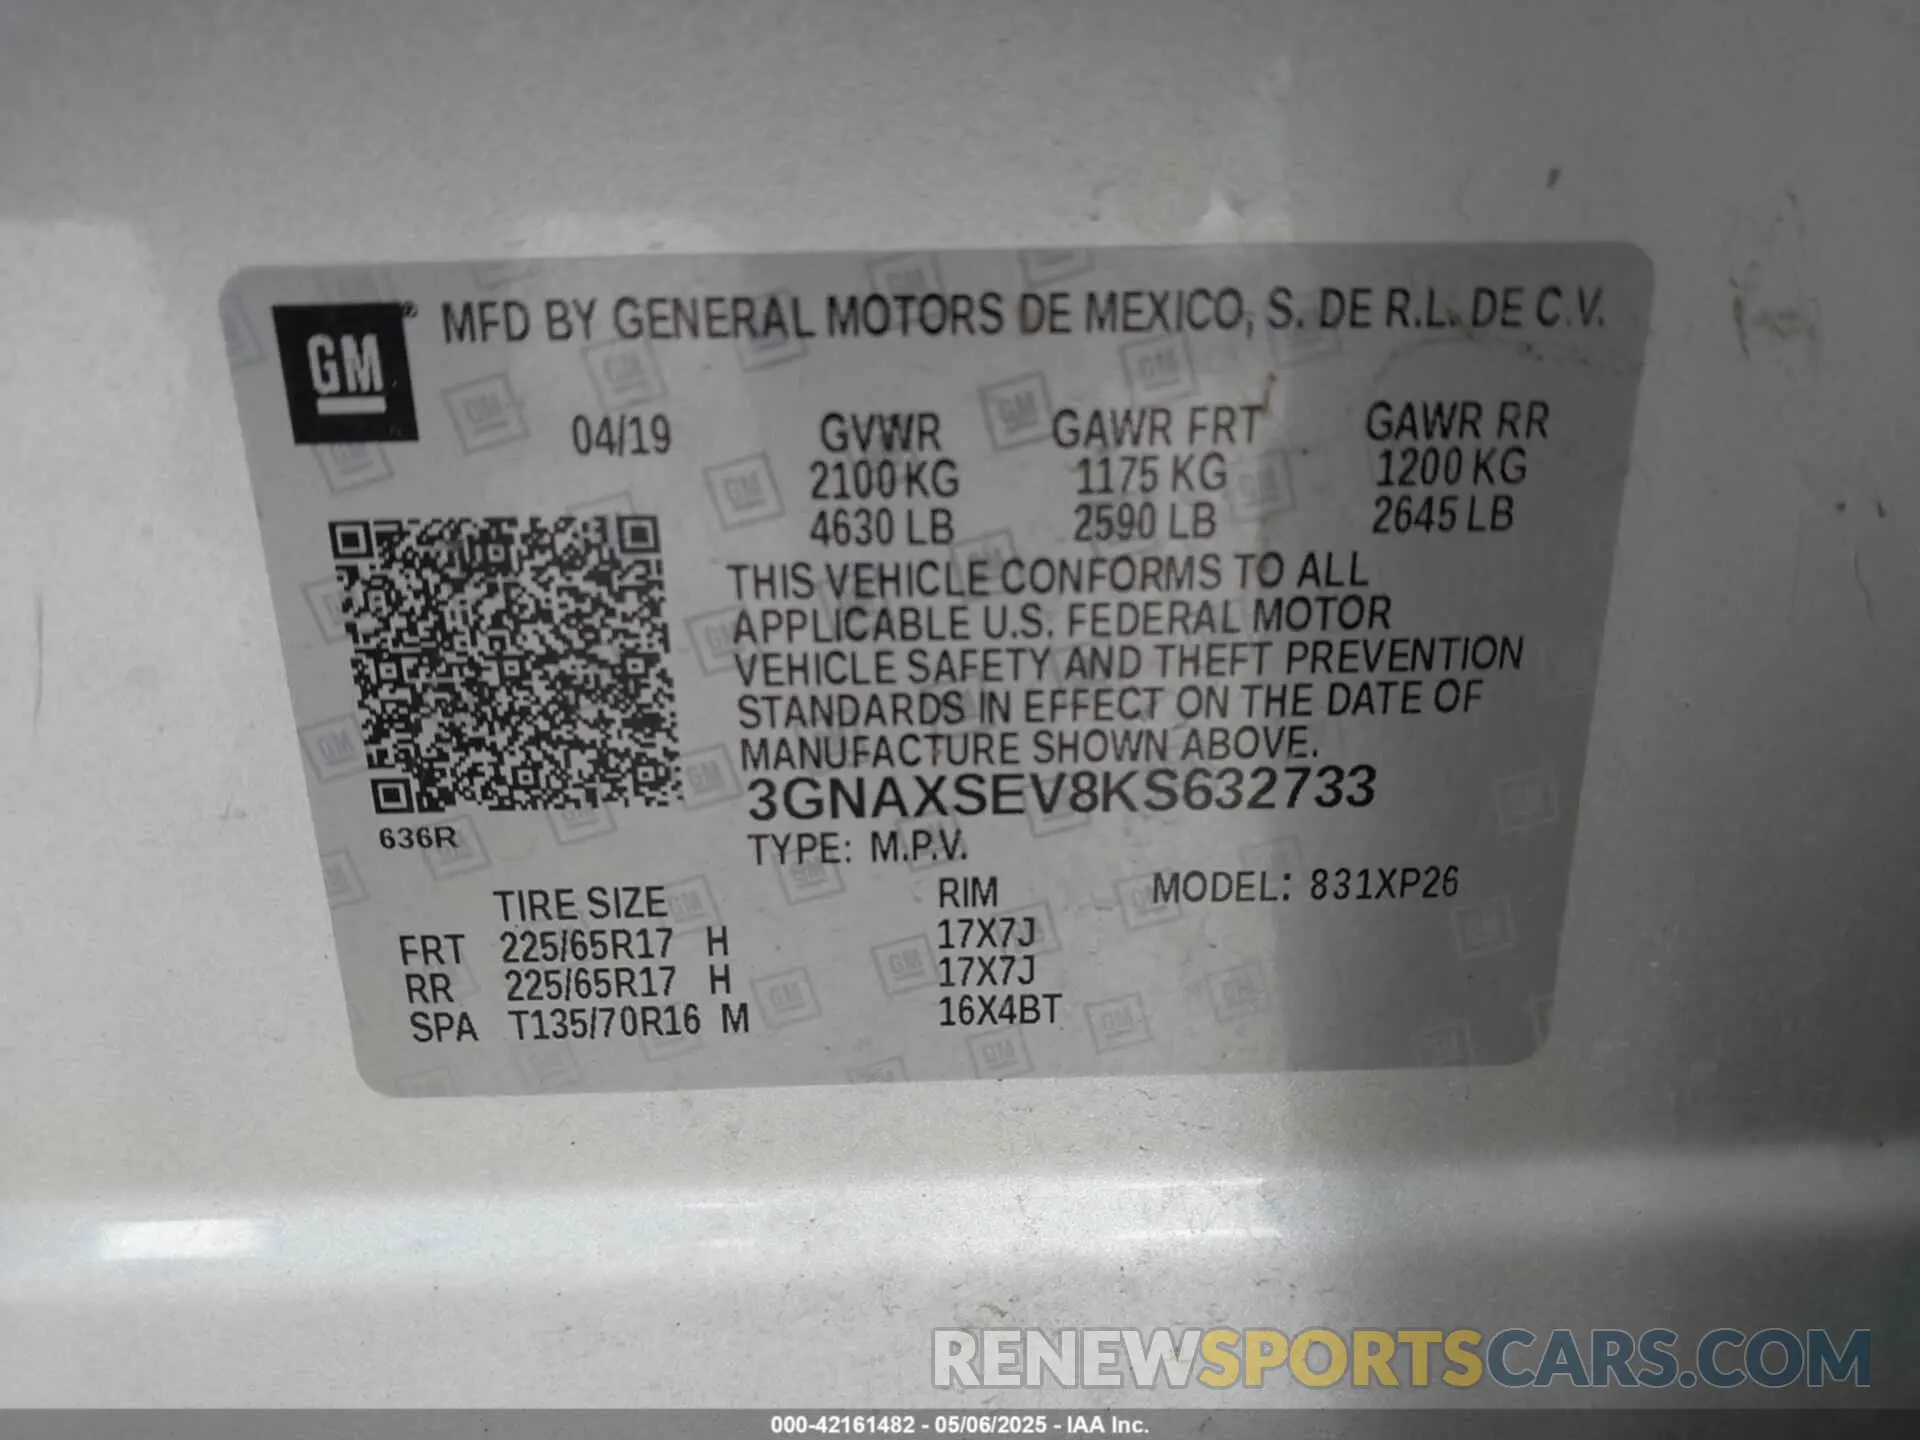 GM® MFD BY GENERAL MOTORS DE MEXICO, S. DE R.L. DE C.V.
04/19 GVWR GAWR FRT GAWR RR
2100 KG 1175 KG 1200 KG
4630 LB 2590 LB 2645 LB
THIS VEHICLE CONFORMS TO ALL
APPLICABLE U.S. FEDERAL MOTOR
VEHICLE SAFETY AND THEFT PREVENTION
STANDARDS IN EFFECT ON THE DATE OF
MANUFACTURE SHOWN ABOVE.
3GNAXSEV8KS632733
636R
TYPE: M.P.V.
TIRE SIZE RIM MODEL: 831XP26
FRT 225/65R17 H 17X7J
RR 225/65R17 H 17X7J
SPA T135/70R16 M 16X4BT
RENEWSPORTSCARS.COM
000-42161482 - 05/06/2025 - IAA Inc.